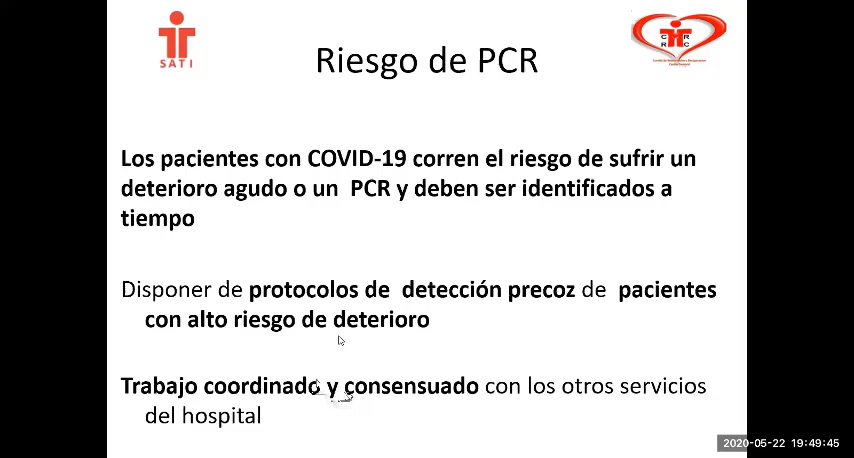 SATI
C R
R C
Riesgo de PCR
Los pacientes con COVID-19 corren el riesgo de sufrir un
deterioro agudo o un PCR y deben ser identificados a
tiempo
Disponer de protocolos de detección precoz de pacientes
con alto riesgo de deterioro
Trabajo coordinado y consensuado con los otros servicios
del hospital
2020-05-22 19:49:45